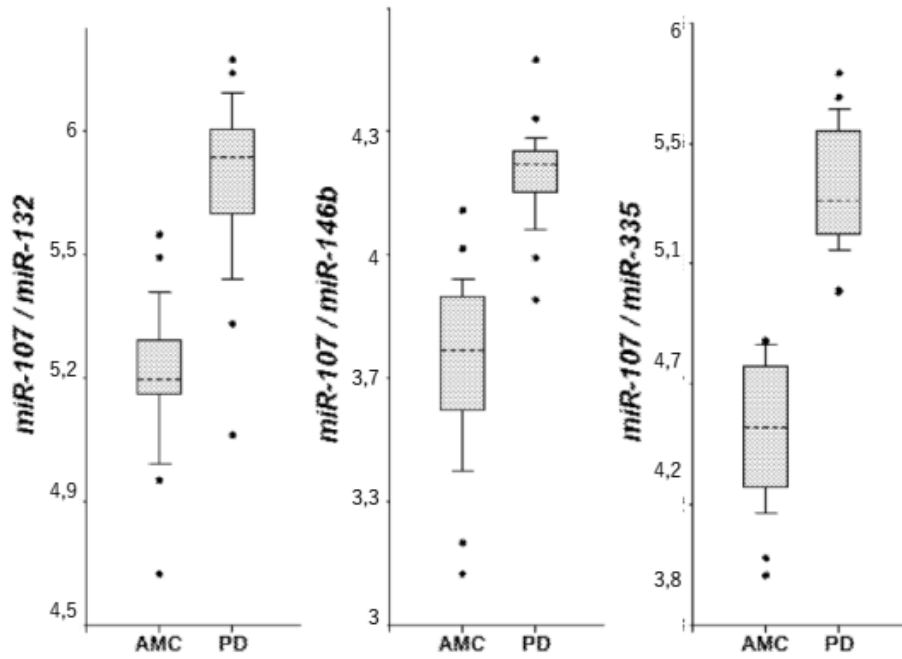 miR-107 / miR-132
6
5,5
5,2
4,9
4,5
AMC PD
miR-107 / miR-146b
4,3
4
3,7
3,3
3
AMC PD
miR-107 / miR-335
6
5,5
5,1
4,7
4,2
3,8
AMC PD